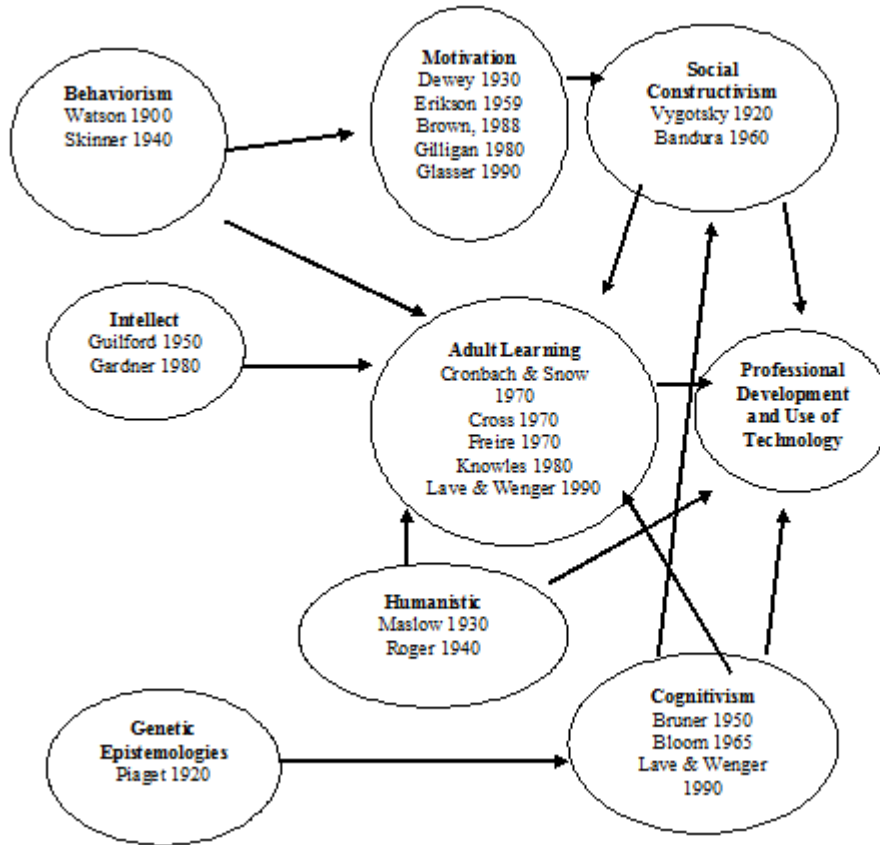 Motivation
Dewey 1930
Erikson 1959
Brown, 1988
Gilligan 1980
Glasser 1990
Social
Constructivism
Vygotsky 1920
Bandura 1960
Behaviorism
Watson 1900
Skinner 1940
Intellect
Guilford 1950
Gardner 1980
Adult Learning
Cronbach & Snow
1970
Cross 1970
Freire 1970
Knowles 1980
Lave & Wenger 1990
Professional
Development
and Use of
Technology
Humanistic
Maslow 1930
Roger 1940
Genetic
Epistemologies
Piaget 1920
Cognitivism
Bruner 1950
Bloom 1965
Lave & Wenger
1990